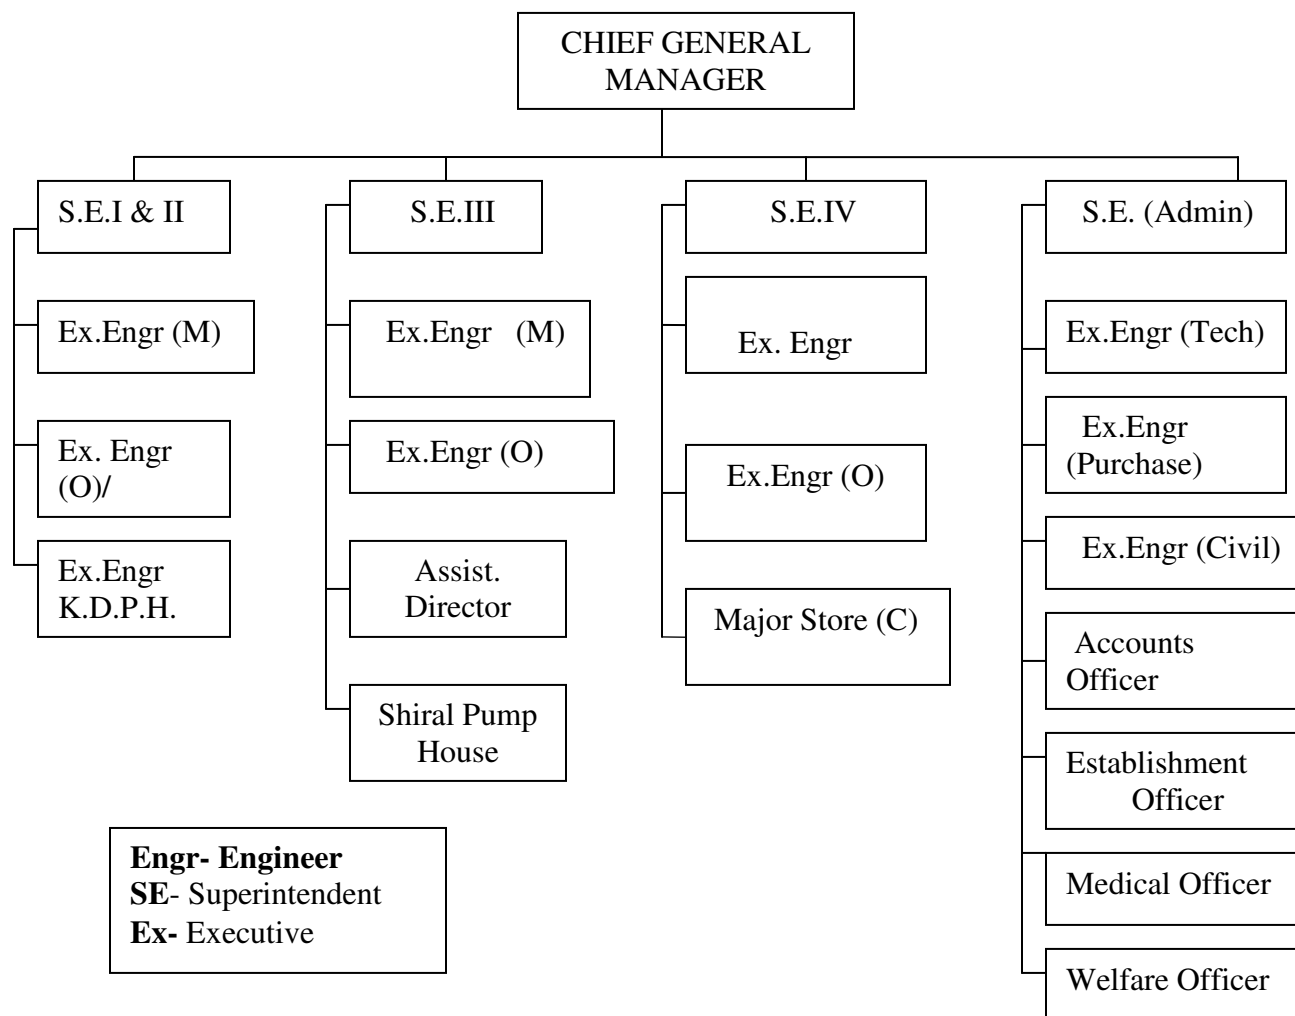 CHIEF GENERAL
MANAGER
S.E.I & II
S.E.III
S.E.IV
S.E. (Admin)
Ex.Engr (M)
Ex. Engr
(O)/
Ex.Engr
K.D.P.H.
Ex.Engr (M)
Ex.Engr (O)
Assist.
Director
Shiral Pump
House
Ex. Engr
Ex.Engr (O)
Major Store (C)
Ex.Engr (Tech)
Ex.Engr
(Purchase)
Ex.Engr (Civil)
Accounts
Officer
Establishment
Officer
Medical Officer
Welfare Officer
Engr- Engineer
SE- Superintendent
Ex- Executive